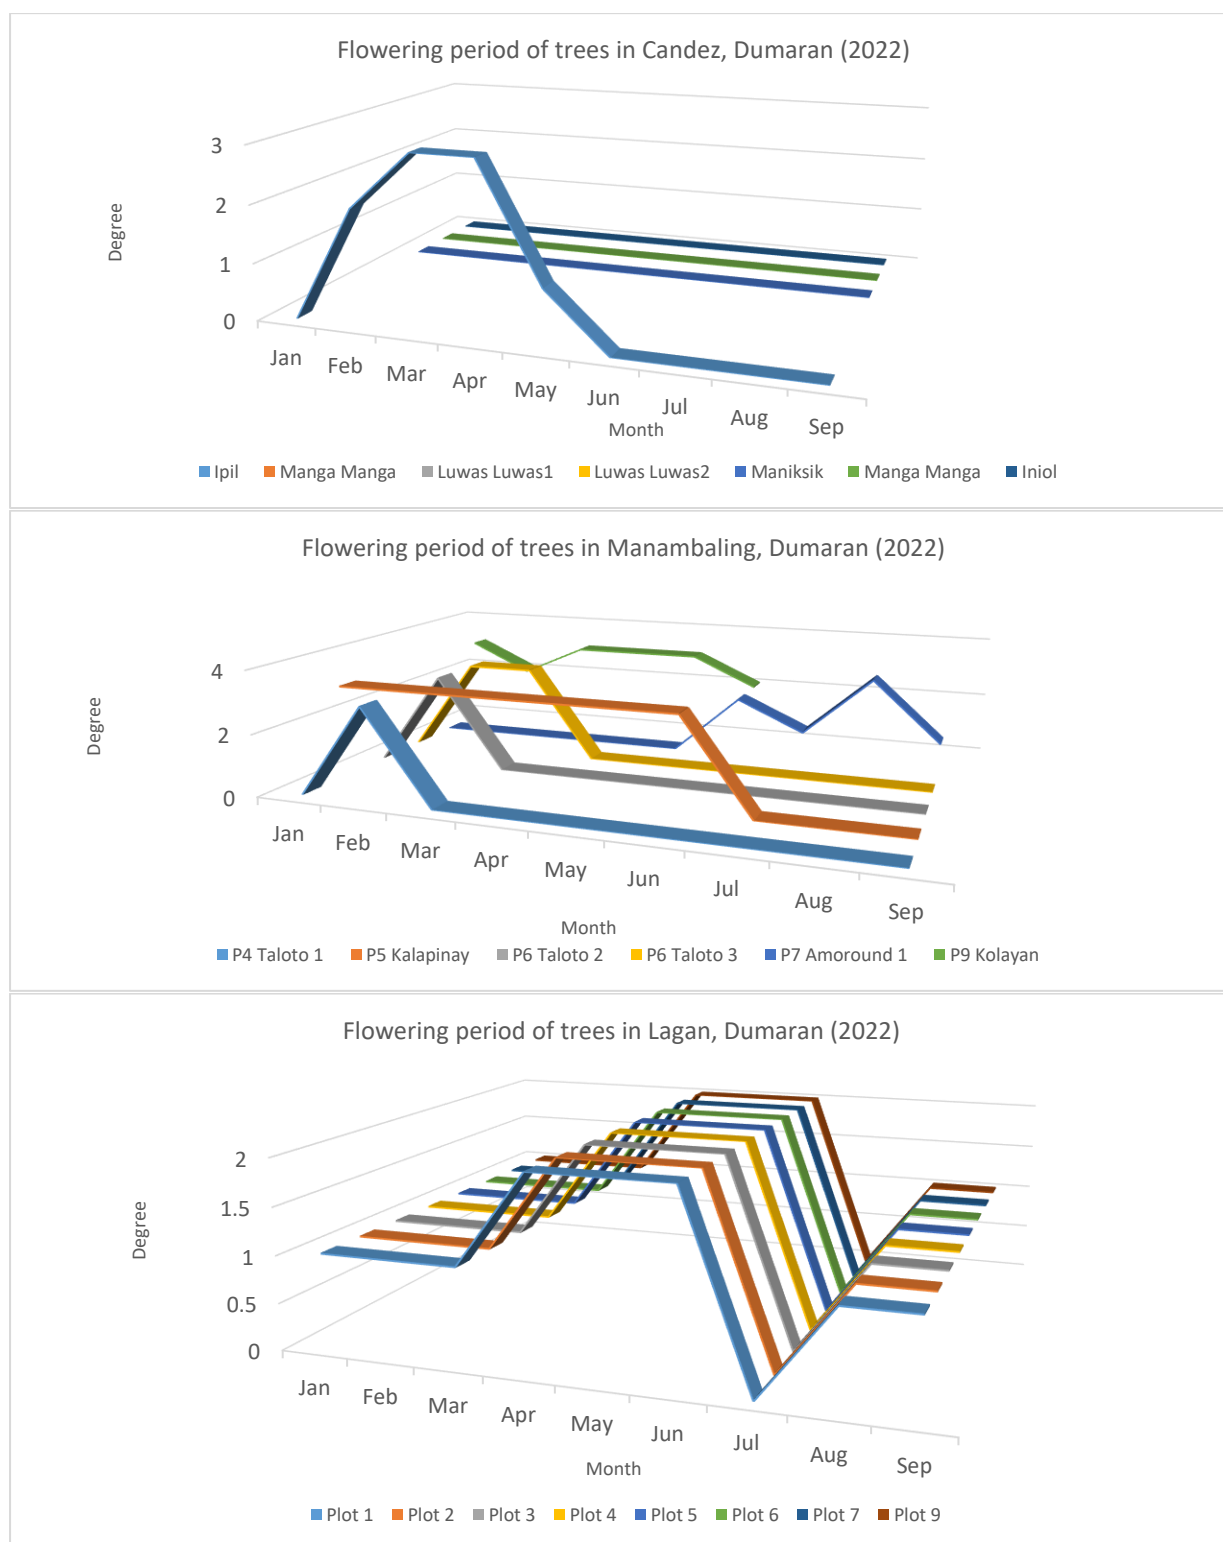 Flowering period of trees in Candez, Dumaran (2022)
3
2
1
0
Degree
Jan Feb Mar Apr May Jun Jul Aug Sep
Month
Ipil Manga Manga Luwas Luwas1 Luwas Luwas2 Maniksik Manga Manga Iniol
Flowering period of trees in Manambaling, Dumaran (2022)
4
2
0
Degree
Jan Feb Mar Apr May Jun Jul Aug Sep
Month
P4 Taloto 1 P5 Kalapinay P6 Taloto 2 P6 Taloto 3 P7 Amoround 1 P9 Kolayan
Flowering period of trees in Lagan, Dumaran (2022)
2
1.5
1
0.5
0
Degree
Jan Feb Mar Apr May Jun Jul Aug Sep
Month
Plot 1 Plot 2 Plot 3 Plot 4 Plot 5 Plot 6 Plot 7 Plot 9